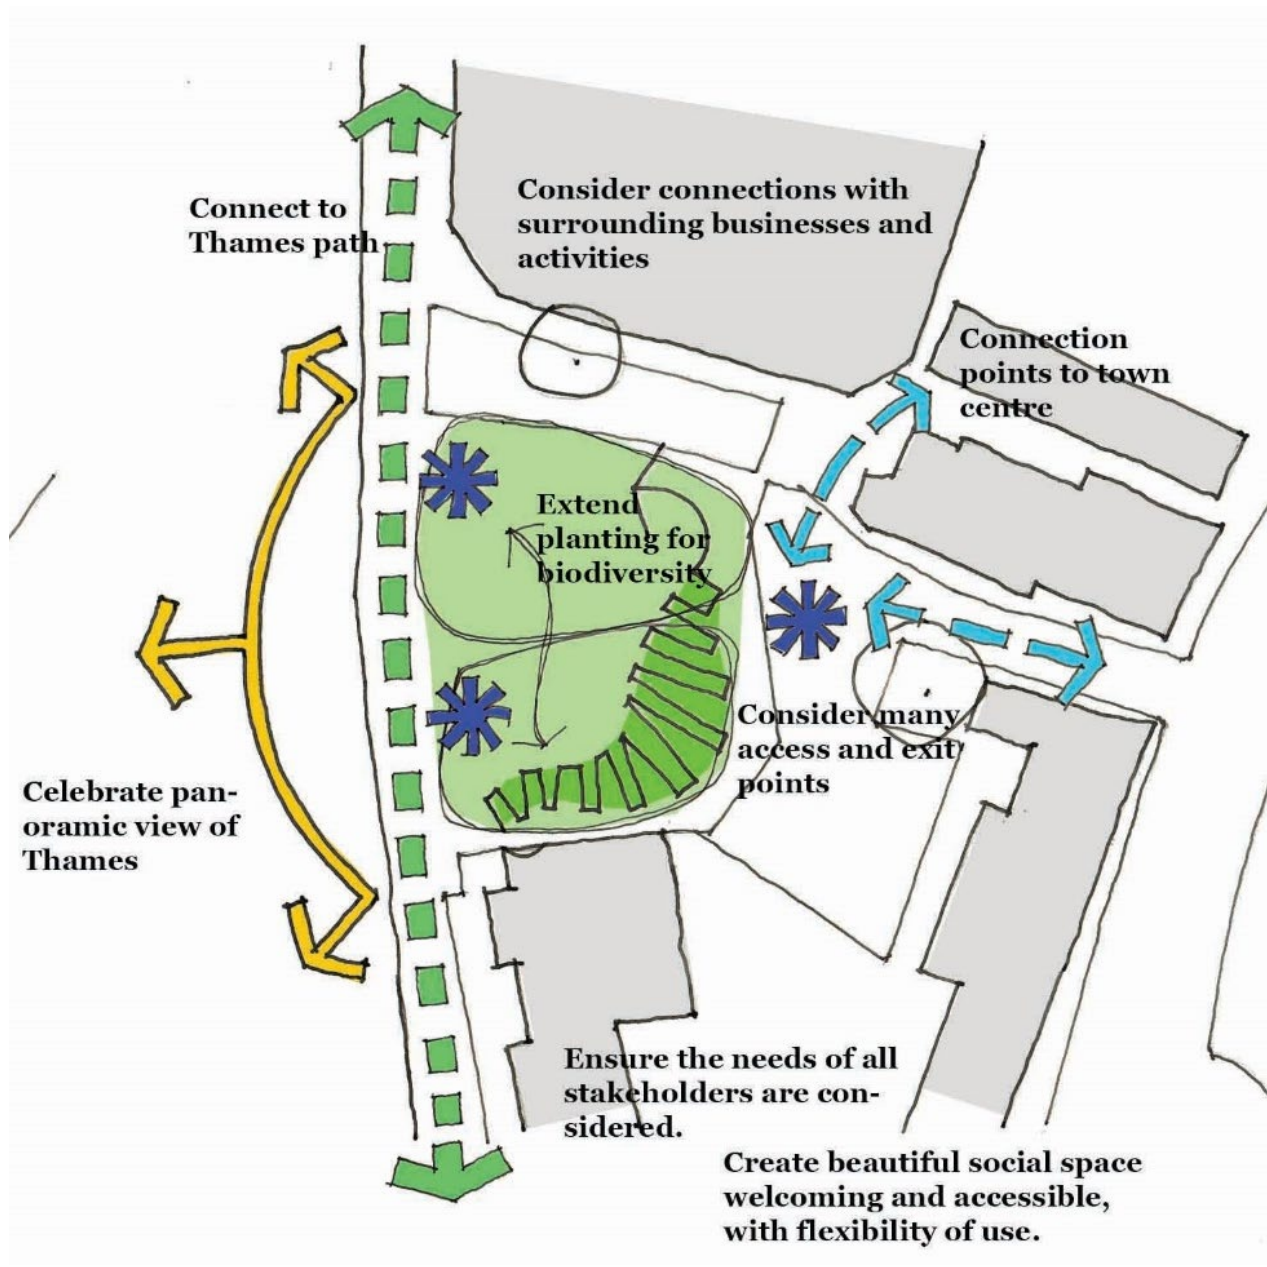 Connect to
Thames path
Consider connections with
surrounding businesses and
activities
Connection
points to town
centre
Extend
planting for
biodiversity
Consider many
access and exit
points
Celebrate pan-
oramic view of
Thames
Ensure the needs of all
stakeholders are con-
sidered.
Create beautiful social space
welcoming and accessible,
with flexibility of use.